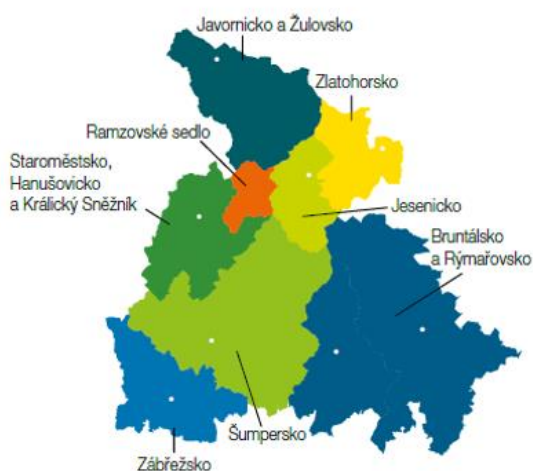 Javornicko a Žulovsko
Zlatohorsko
Ramzovské sedlo
Staroměstsko,
Hanušovicko
a Králický Sněžník
Jesenicko
Bruntálsko
a Rýmařovsko
Šumpersko
Zábřežsko